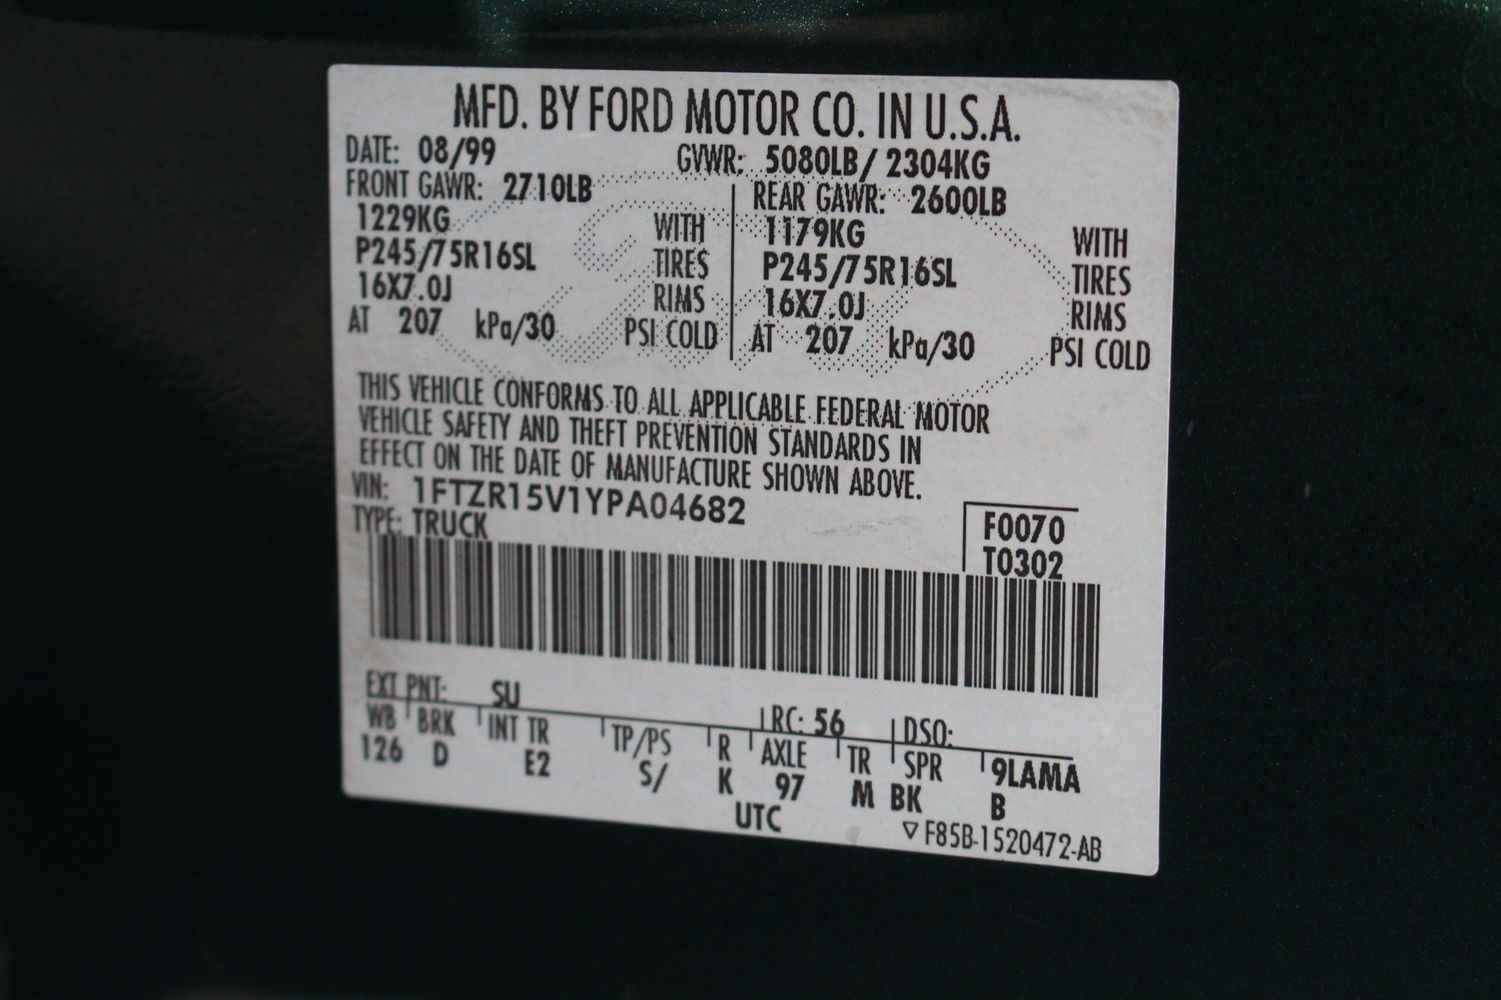 MFD. BY FORD MOTOR CO. IN U.S.A.
DATE: 08/99 GVWR: 5080LB/ 2304KG
FRONT GAWR: 2710LB REAR GAWR: 2600LB
1229KG WITH 1179KG WITH
P245/75R16SL TIRES P245/75R16SL TIRES
16X7.0J RIMS 16X7.0J RIMS
AT 207 kPa/30 PSI COLD AT 207 kPa/30 PSI COLD
THIS VEHICLE CONFORMS TO ALL APPLICABLE FEDERAL MOTOR
VEHICLE SAFETY AND THEFT PREVENTION STANDARDS IN
EFFECT ON THE DATE OF MANUFACTURE SHOWN ABOVE.
VIN: 1FTZR15V1YPA04682
TYPE: TRUCK
F0070
T0302
EXT PNT: SU RC: 56 DSO:
WB BRK INT TR TP/PS R AXLE TR SPR 9LAMA
126 D E2 S/ K 97 M BK B
UTC
▽ F85B-1520472-AB